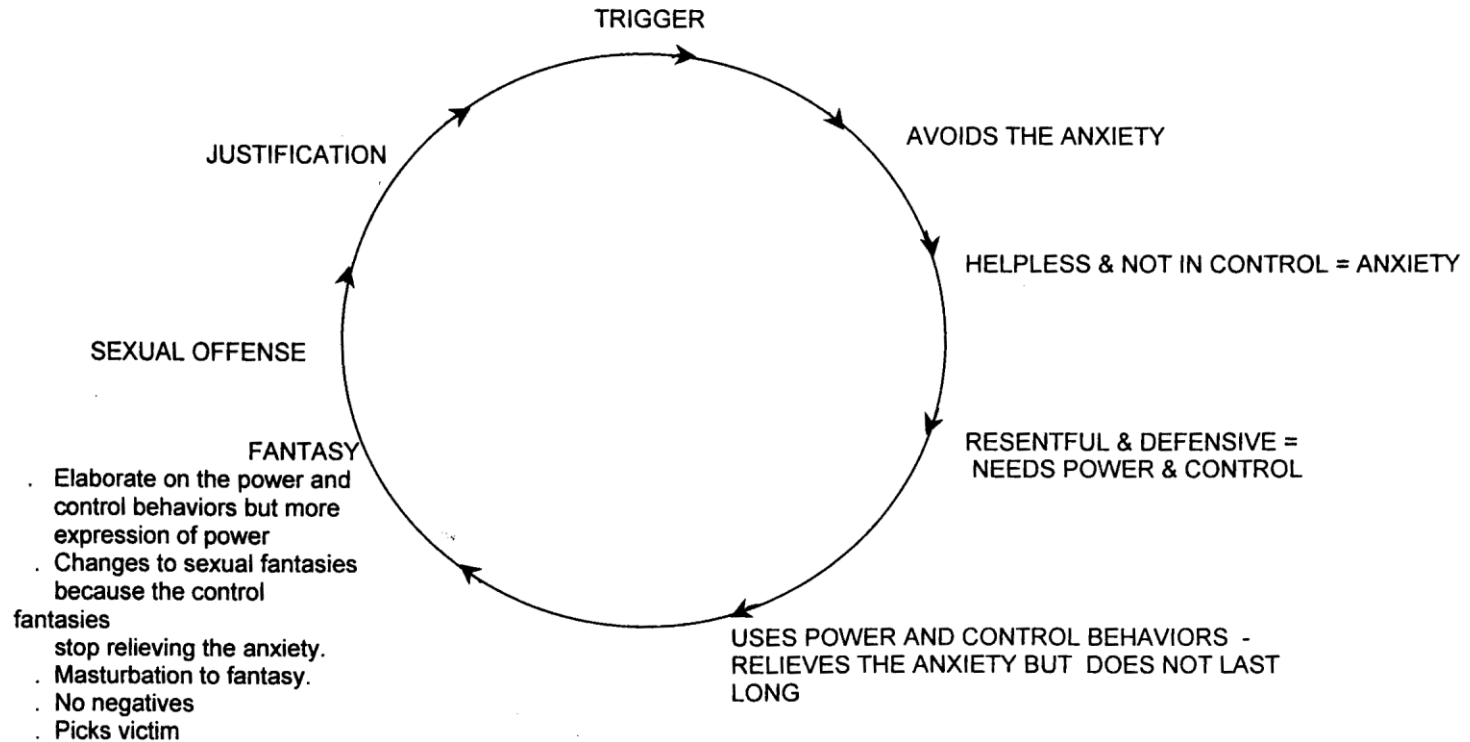 TRIGGER
AVOIDS THE ANXIETY
HELPLESS & NOT IN CONTROL = ANXIETY
RESENTFUL & DEFENSIVE =
NEEDS POWER & CONTROL
USES POWER AND CONTROL BEHAVIORS -
RELIEVES THE ANXIETY BUT DOES NOT LAST
LONG
FANTASY
. Elaborate on the power and
control behaviors but more
expression of power
. Changes to sexual fantasies
because the control
fantasies
stop relieving the anxiety.
. Masturbation to fantasy.
. No negatives
. Picks victim
SEXUAL OFFENSE
JUSTIFICATION